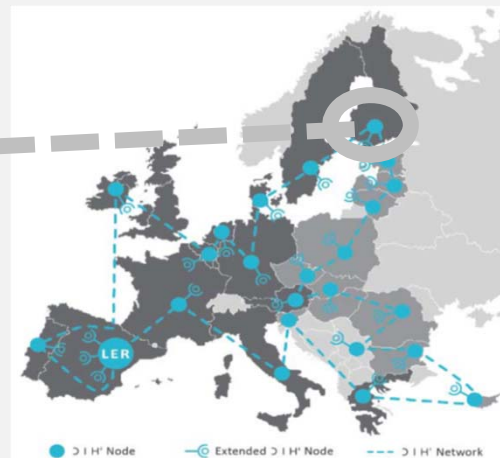 LER
Ɔ I H' Node
Extended Ɔ I H' Node
Ɔ I H' Network